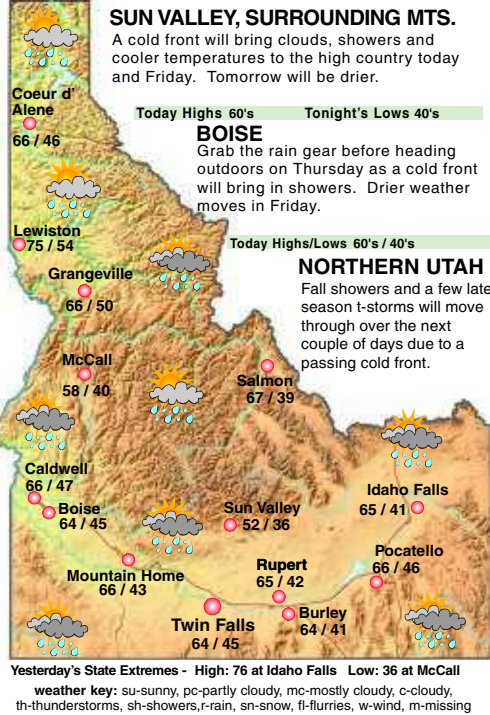 SUN VALLEY, SURROUNDING MTS.
A cold front will bring clouds, showers and
cooler temperatures to the high country today
and Friday. Tomorrow will be drier.
Today Highs 60's Tonight's Lows 40's
BOISE
Grab the rain gear before heading
outdoors on Thursday as a cold front
will bring in showers. Drier weather
moves in Friday.
Today Highs/Lows 60's / 40's
NORTHERN UTAH
Fall showers and a few late
season t-storms will move
through over the next
couple of days due to a
passing cold front.
Coeur d'
Alene
66 / 46
Lewiston
75 / 54
Grangeville
66 / 50
McCall
58 / 40
Salmon
67 / 39
Caldwell
66 / 47
Boise
64 / 45
Sun Valley
52 / 36
Idaho Falls
65 / 41
Mountain Home
66 / 43
Rupert
65 / 42
Pocatello
66 / 46
Twin Falls
64 / 45
Burley
64 / 41
Yesterday's State Extremes - High: 76 at Idaho Falls Low: 36 at McCall
weather key: su-sunny, pc-partly cloudy, mc-mostly cloudy, c-cloudy,
th-thunderstorms, sh-showers,r-rain, sn-snow, fl-flurries, w-wind, m-missing